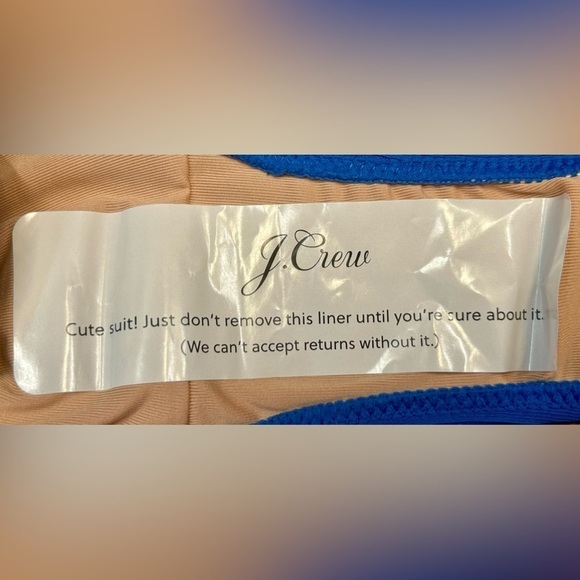 J.Crew
Cute suit! Just don't remove this liner until you're sure about it.
(We can't accept returns without it.)